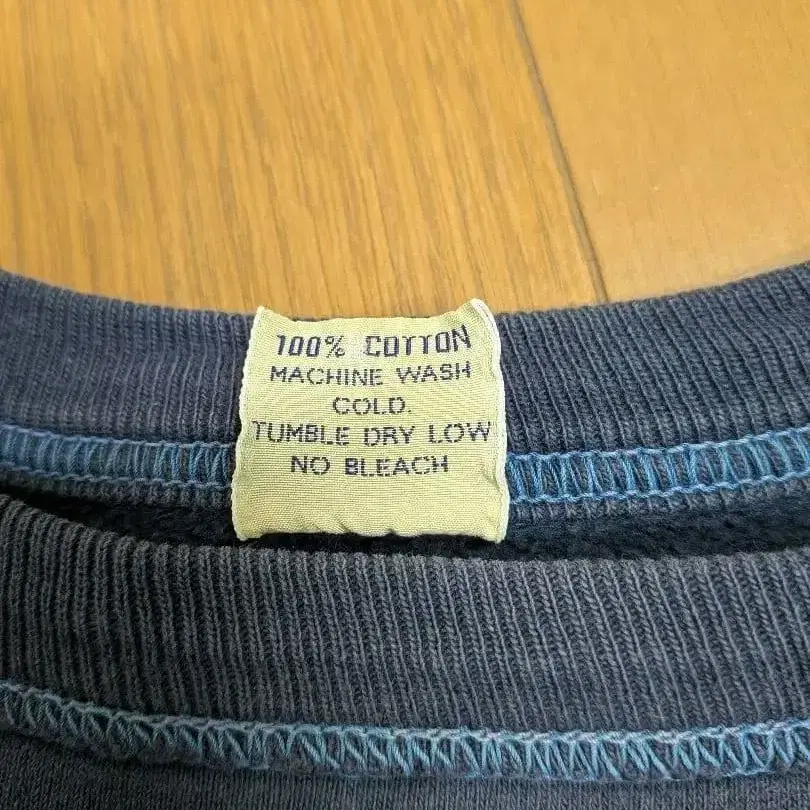 100% COTTON
MACHINE WASH
COLD.
TUMBLE DRY LOW
NO BLEACH